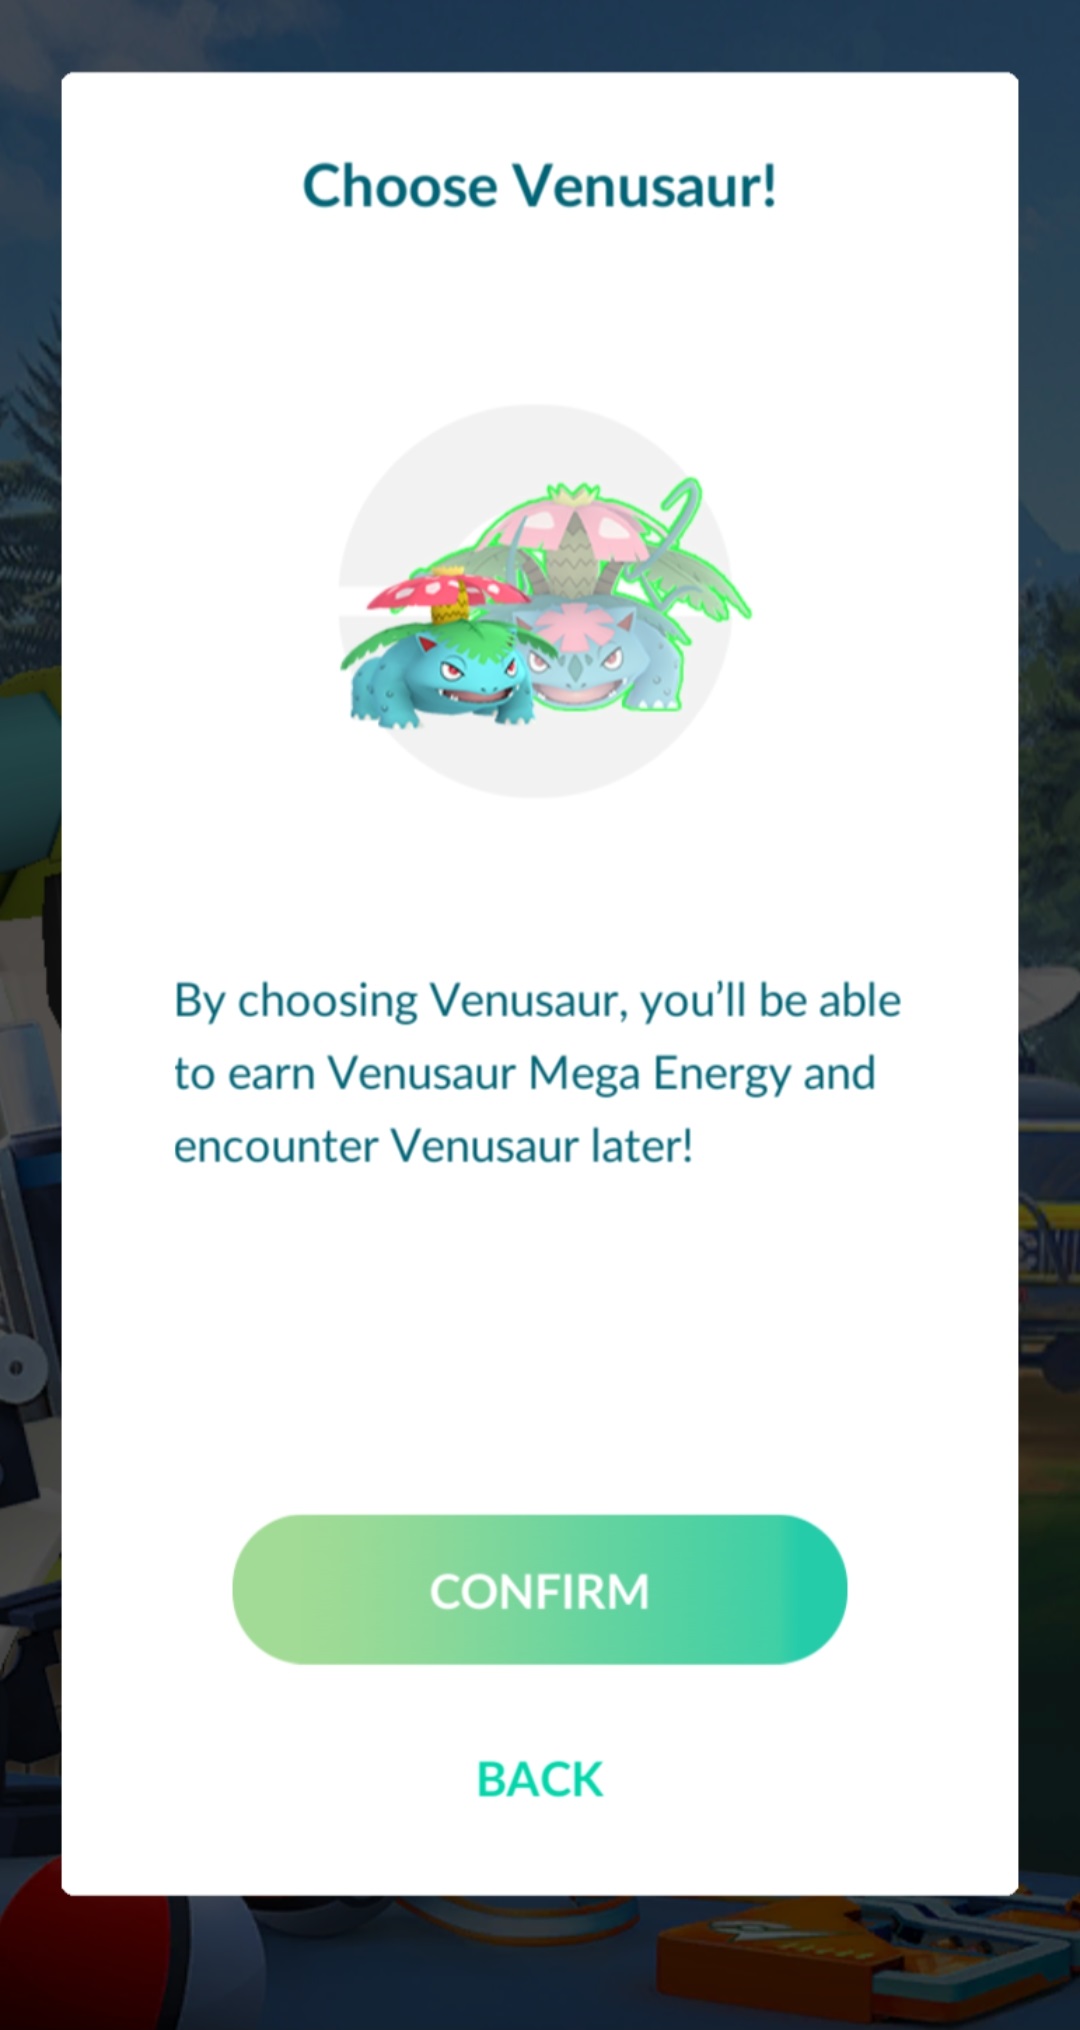 Choose Venusaur!
By choosing Venusaur, you’ll be able
to earn Venusaur Mega Energy and
encounter Venusaur later!
CONFIRM
BACK